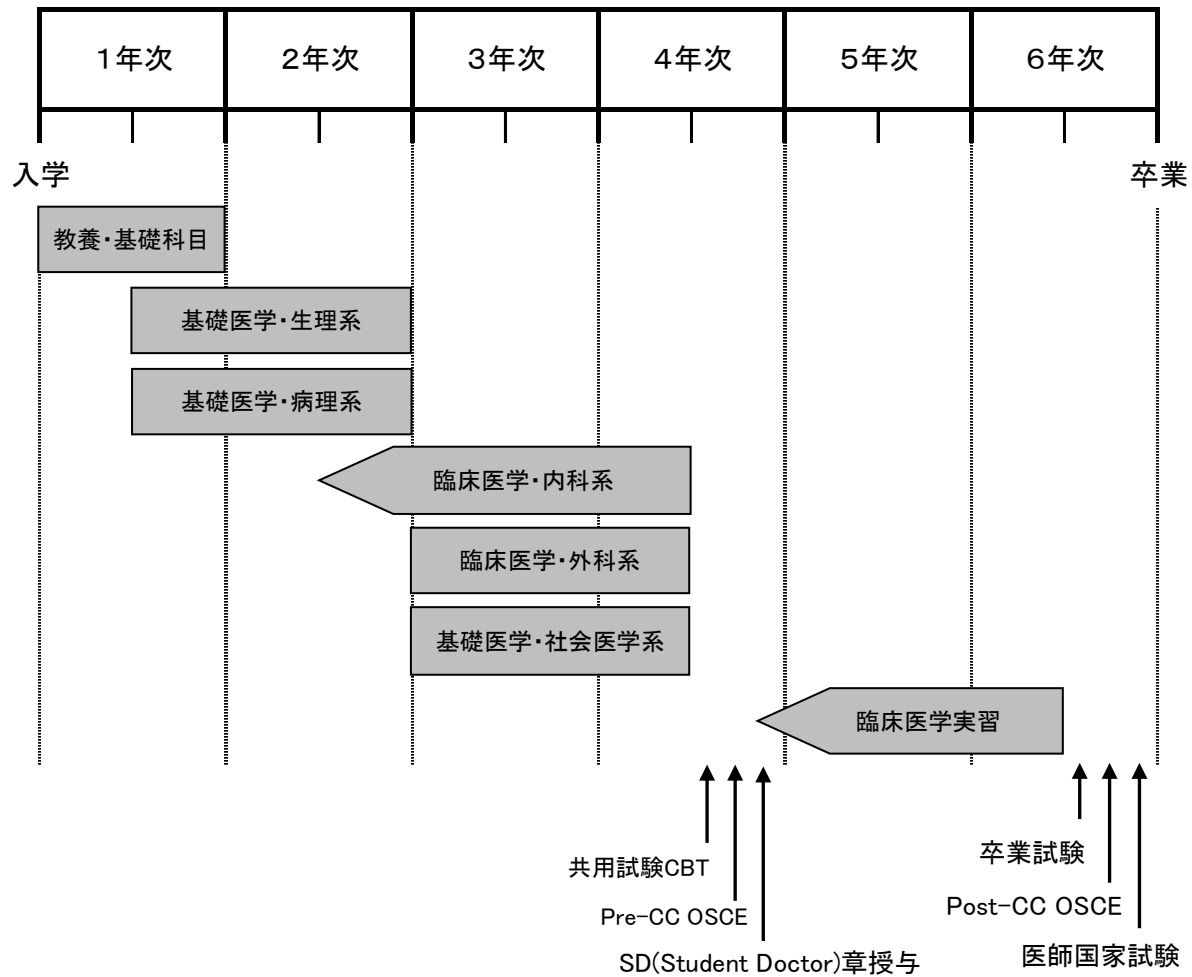 1年次
2年次
3年次
4年次
5年次
6年次
入学
卒業
教養・基礎科目
基礎医学・生理系
基礎医学・病理系
臨床医学・内科系
臨床医学・外科系
基礎医学・社会医学系
臨床医学実習
共用試験CBT
Pre-CC OSCE
SD(Student Doctor)章授与
卒業試験
Post-CC OSCE
医師国家試験